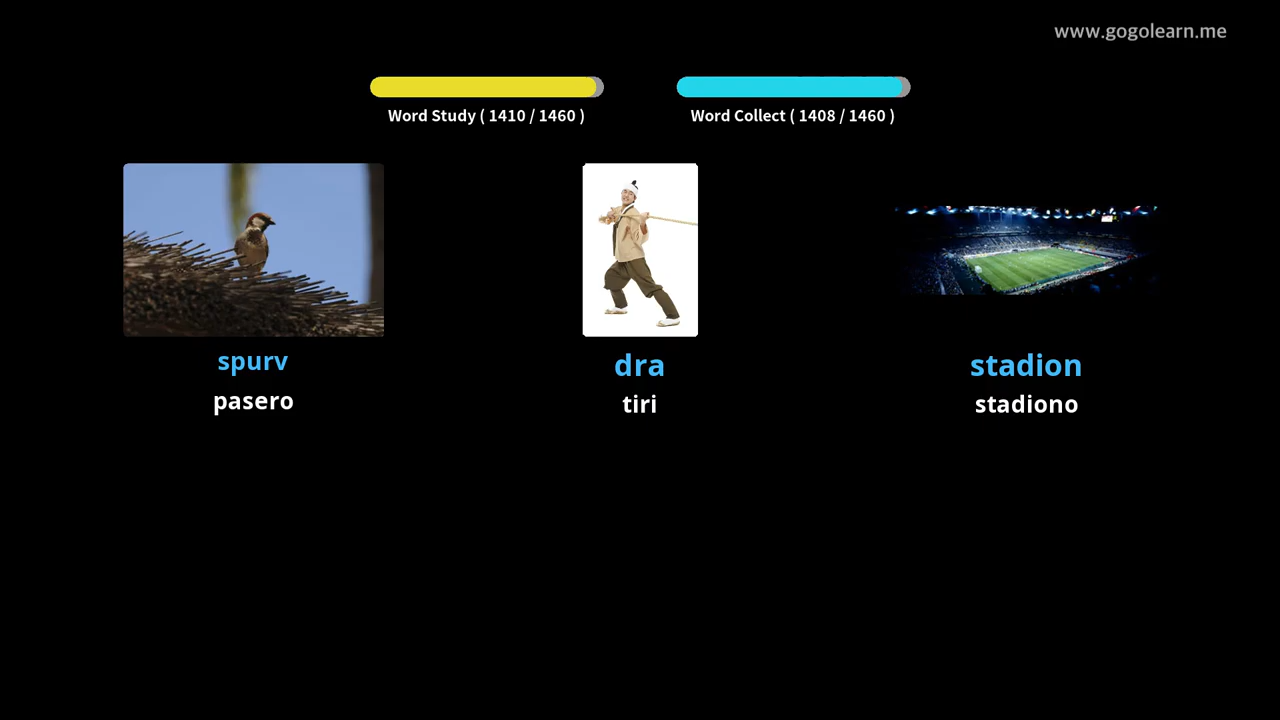 www.gogolearn.me
Word Study ( 1410 / 1460 )
Word Collect ( 1408 / 1460 )
spurv
pasero
dra
tiri
stadion
stadiono